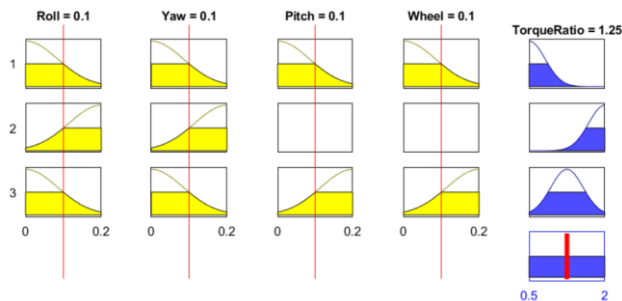 Roll = 0.1 Yaw = 0.1 Pitch = 0.1 Wheel = 0.1
TorqueRatio = 1.25
1
2
3
0 0.2 0 0.2 0 0.2 0 0.2
0.5 2